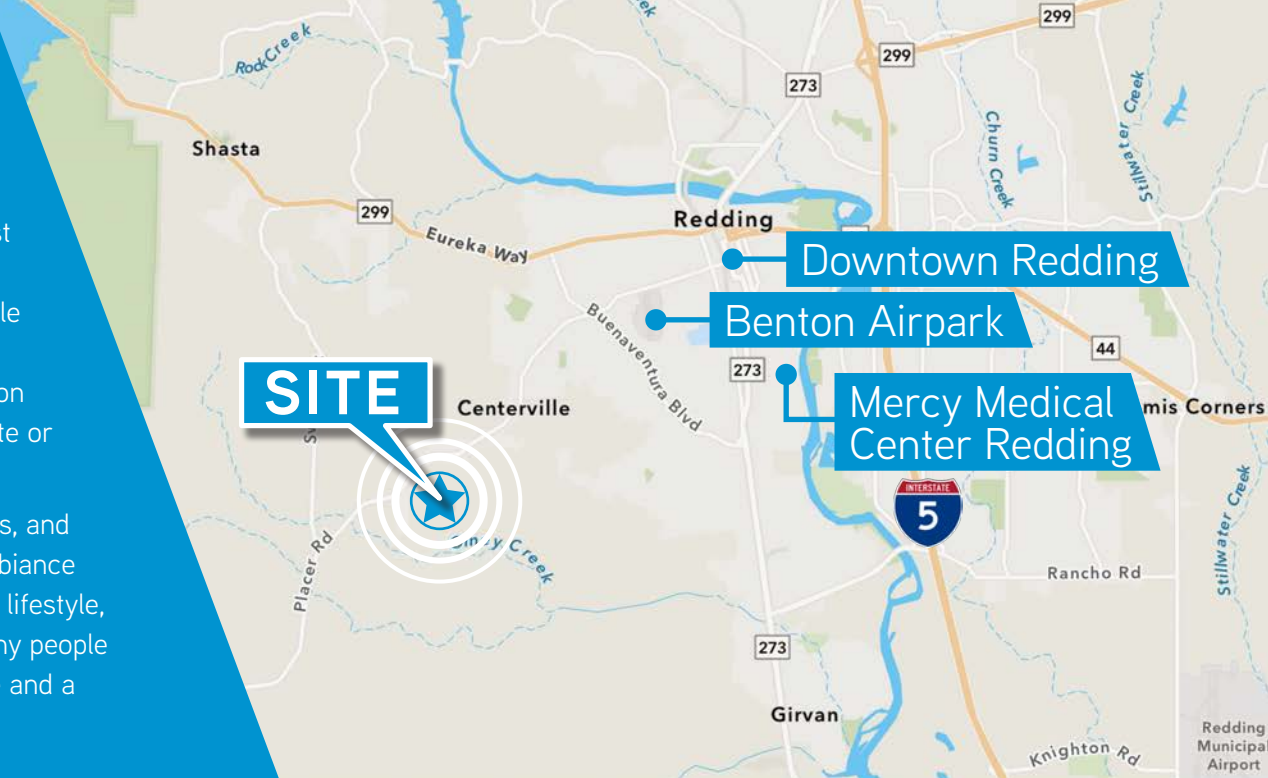 st
le
on
te or
s, and
biance
lifestyle,
ny people
and a
Rock Creek
Shasta
299
Eureka Way
273
299
299
Redding
Churn Creek
Stillwater Creek
Downtown Redding
Benton Airpark
44
273
Buenaventura Blvd
Mercy Medical
Center Redding
mis Corners
SITE
Centerville
Placer Rd
Creek
INTERSTATE
5
Stillwater Creek
Rancho Rd
273
Girvan
Knighton Rd
Redding
Municipal
Airport